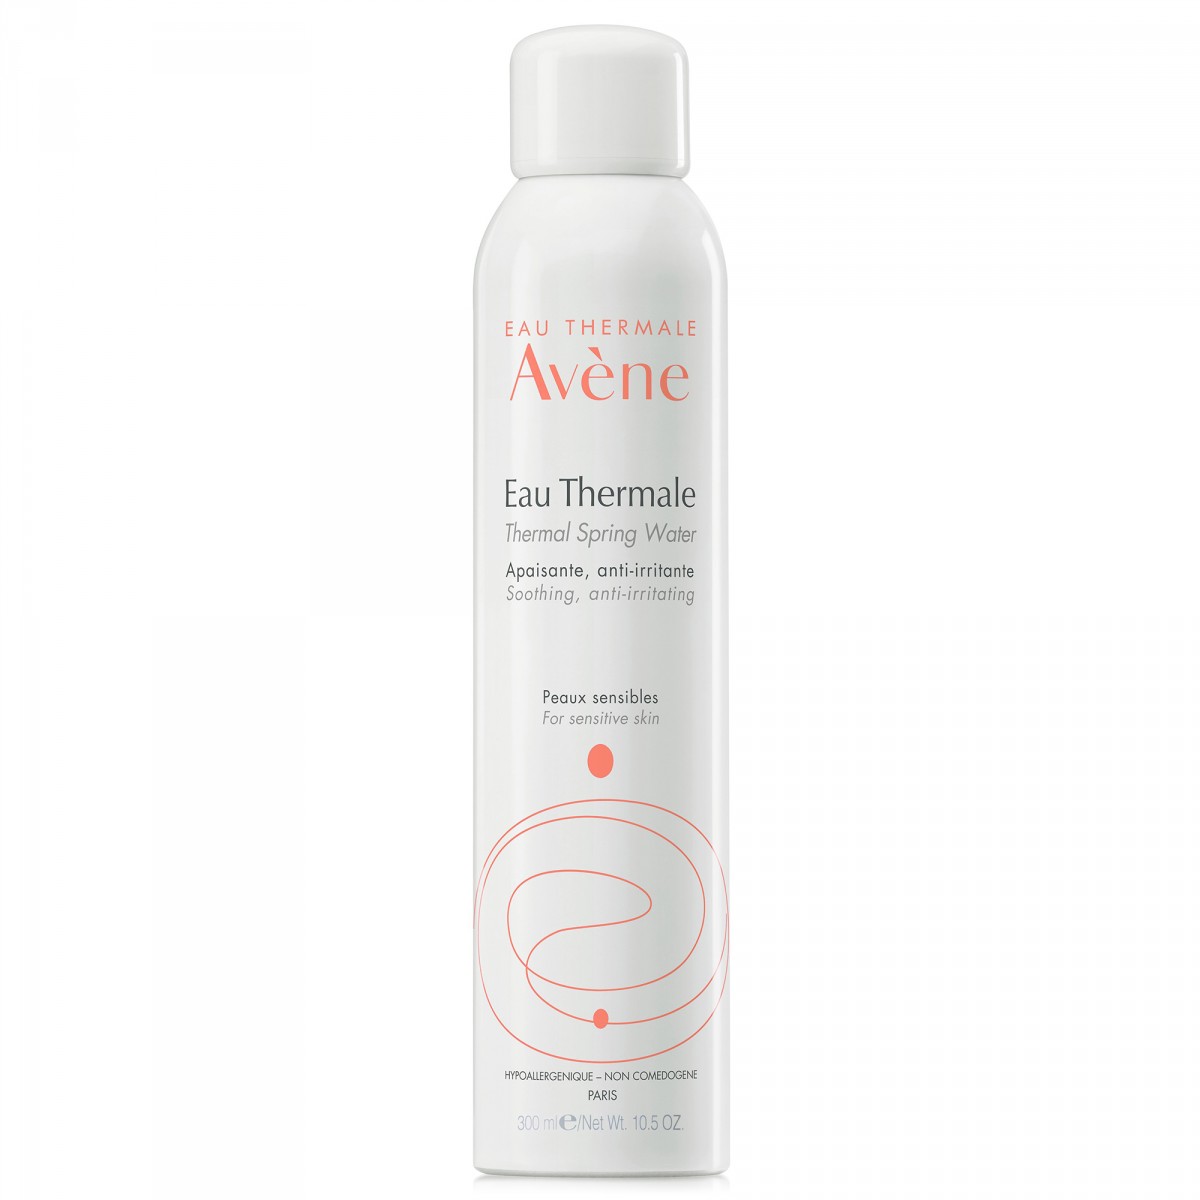 EAU THERMALE
Avène
Eau Thermale
Thermal Spring Water
Apaisante, anti-irritante
Soothing, anti-irritating
Peaux sensibles
For sensitive skin
HYPOALLERGENIQUE – NON COMEDOGENE
PARIS
300 ml ℮/Net Wt. 10.5 OZ.